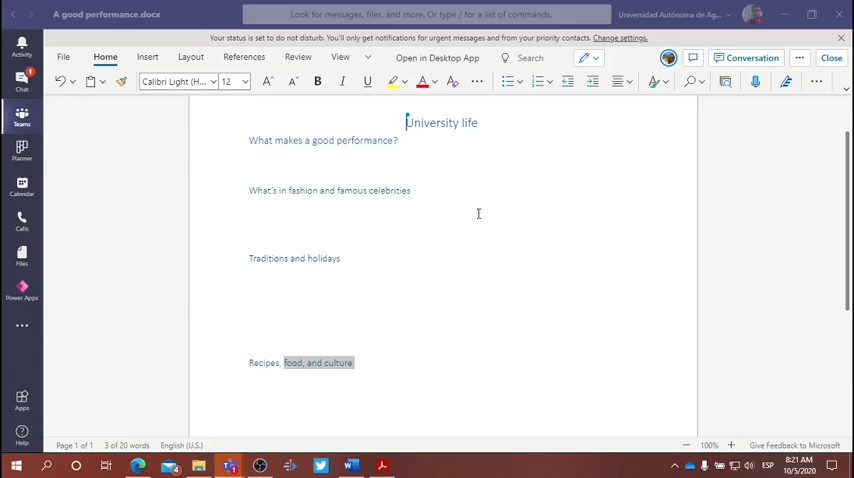 A good performance.docx
Look for messages, files, and more. Or type / for a list of commands.
Universidad Autónoma de Ag...
Your status is set to do not disturb. You'll only get notifications for urgent messages and from your priority contacts. Change settings.
File Home Insert Layout References Review View Open in Desktop App Search Conversation Close
Calibri Light (H... 12 A A B I U A A
Activity
Chat 1
Teams
Planner
Calendar
Calls
Files
Power Apps
Apps
Help
University life
What makes a good performance?
What's in fashion and famous celebrities
Traditions and holidays
Recipes, food, and culture
Page 1 of 1 3 of 20 words English (U.S.) 100% Give Feedback to Microsoft
4 1 ESP 8:21 AM
10/5/2020